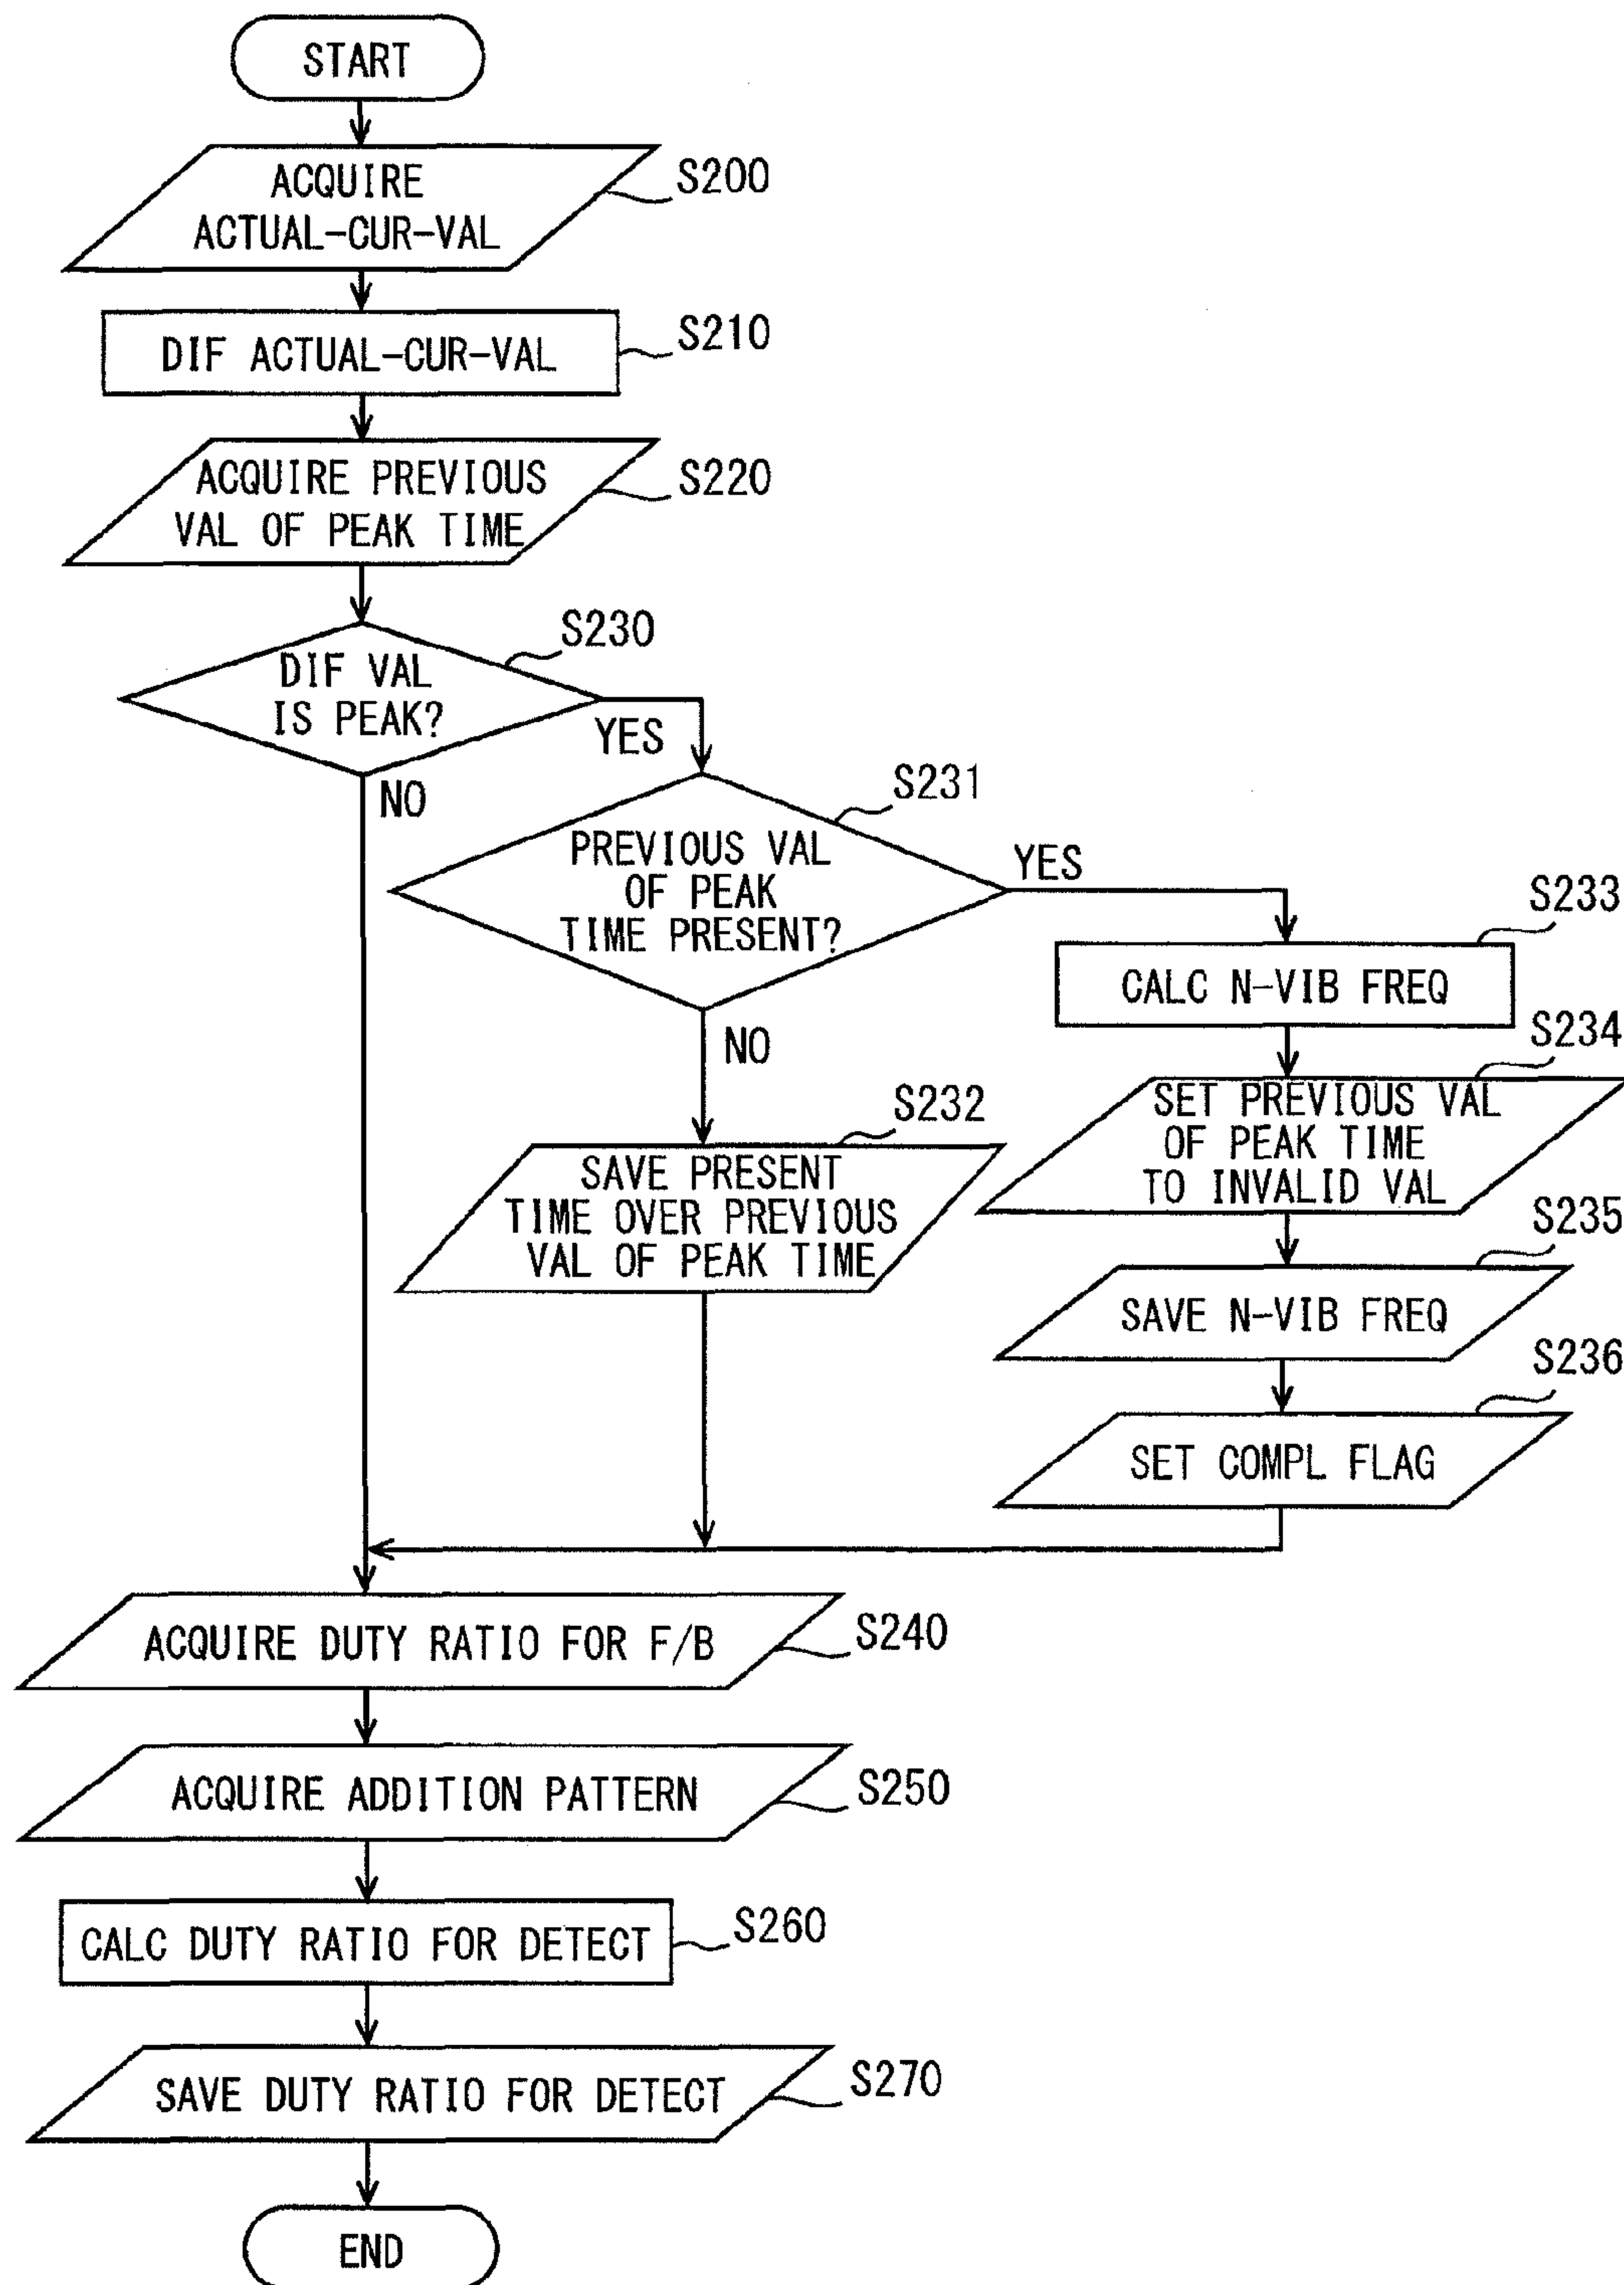 START
ACQUIRE
ACTUAL-CUR-VAL
S200
DIF ACTUAL-CUR-VAL
S210
ACQUIRE PREVIOUS
VAL OF PEAK TIME
S220
DIF VAL
IS PEAK?
S230
YES
NO
PREVIOUS VAL
OF PEAK
TIME PRESENT?
S231
YES
NO
SAVE PRESENT
TIME OVER PREVIOUS
VAL OF PEAK TIME
S232
CALC N-VIB FREQ
S233
SET PREVIOUS VAL
OF PEAK TIME
TO INVALID VAL
S234
SAVE N-VIB FREQ
S235
SET COMPL FLAG
S236
ACQUIRE DUTY RATIO FOR F/B
S240
ACQUIRE ADDITION PATTERN
S250
CALC DUTY RATIO FOR DETECT
S260
SAVE DUTY RATIO FOR DETECT
S270
END